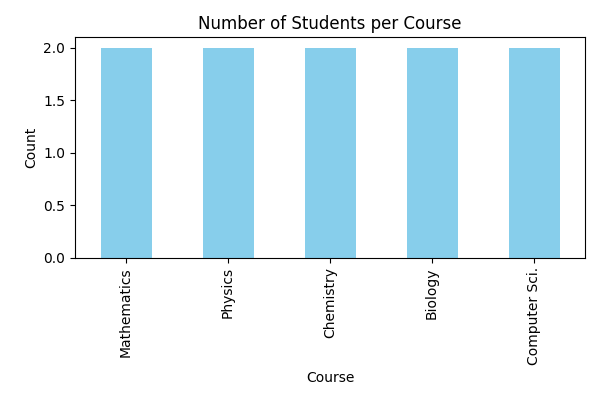 Number of Students per Course
Count
2.0
1.5
1.0
0.5
0.0
Mathematics
Physics
Chemistry
Biology
Computer Sci.
Course